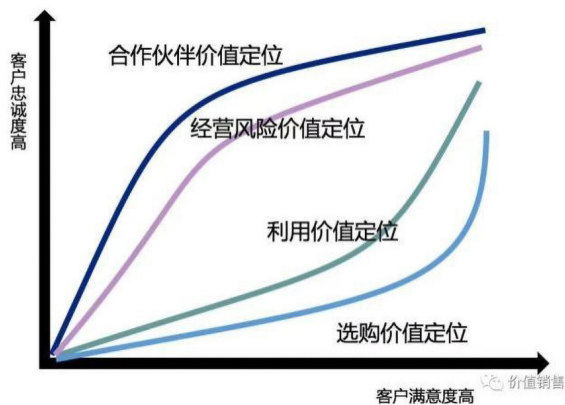 合作伙伴价值定位
客户忠诚度高
经营风险价值定位
利用价值定位
选购价值定位
客户满意度高
价值销售